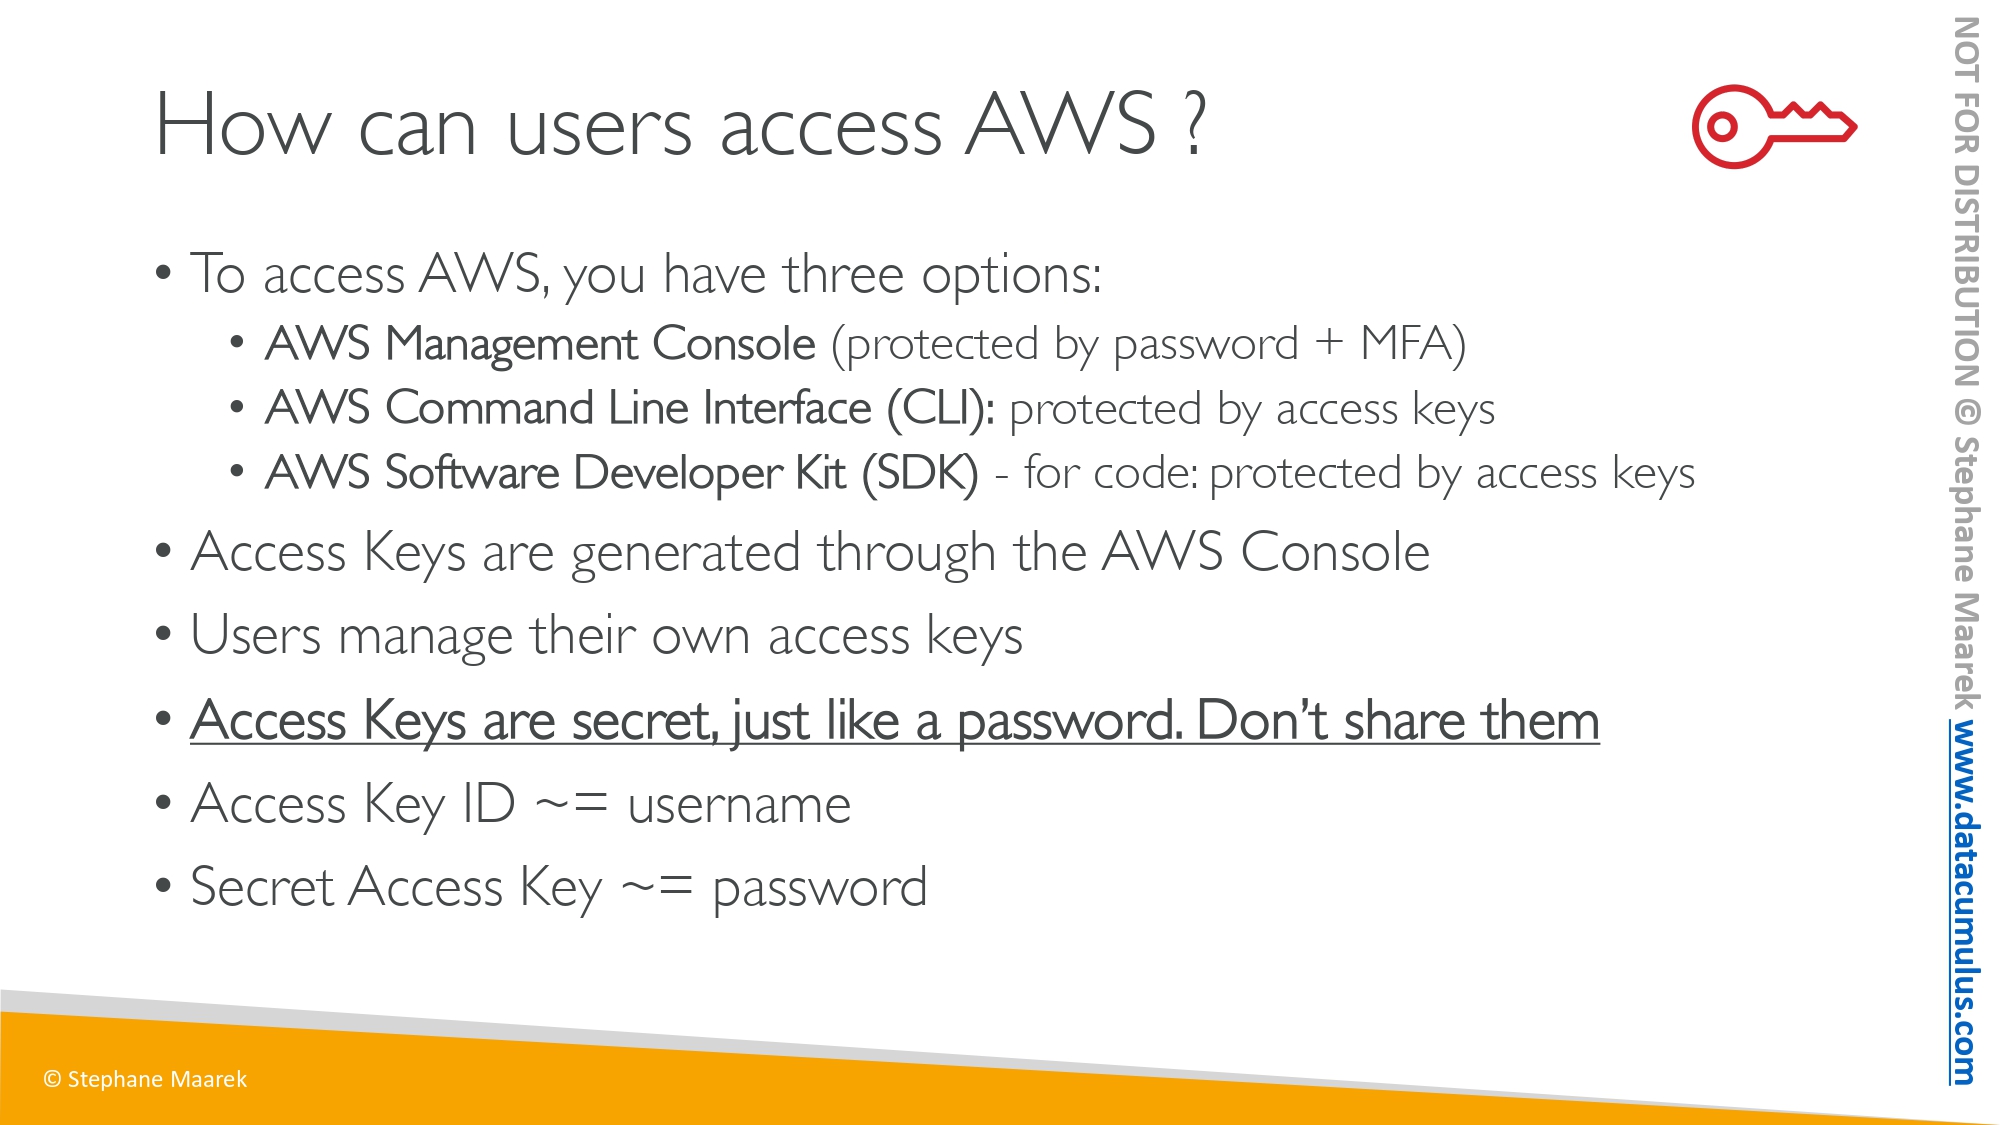 How can users access AWS ?
• To access AWS, you have three options:
• AWS Management Console (protected by password + MFA)
• AWS Command Line Interface (CLI): protected by access keys
• AWS Software Developer Kit (SDK) - for code: protected by access keys
• Access Keys are generated through the AWS Console
• Users manage their own access keys
• Access Keys are secret, just like a password. Don’t share them
• Access Key ID ~= username
• Secret Access Key ~= password
© Stephane Maarek
NOT FOR DISTRIBUTION © Stephane Maarek www.datacumulus.com